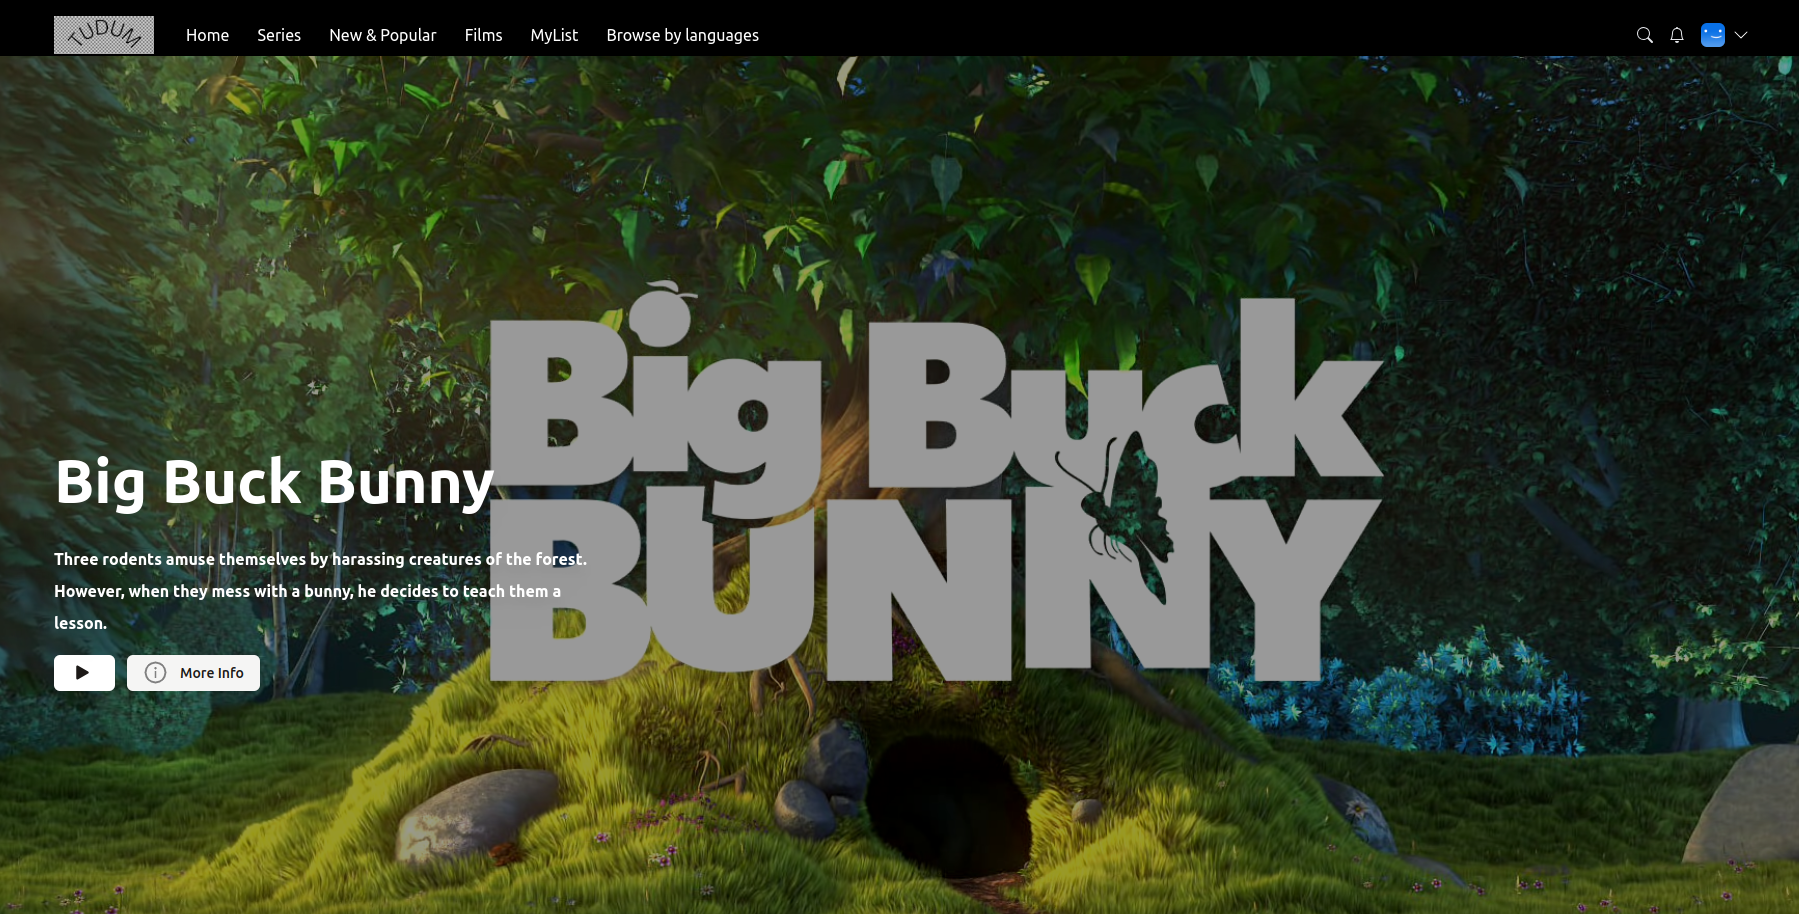 TUDUM
Home
Series
New & Popular
Films
MyList
Browse by languages
Big Buck
BUNNY
Big Buck Bunny
Three rodents amuse themselves by harassing creatures of the forest.
However, when they mess with a bunny, he decides to teach them a
lesson.
More Info